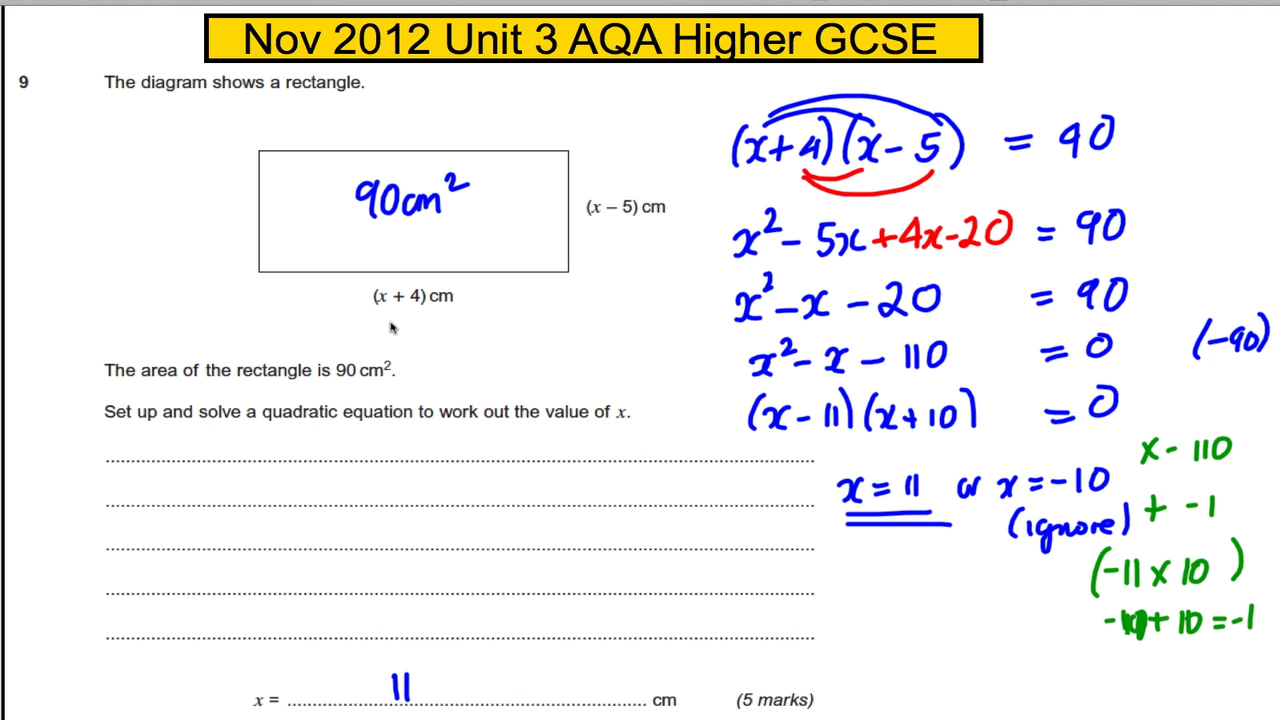 Nov 2012 Unit 3 AQA Higher GCSE
9 The diagram shows a rectangle.
90cm²
(x – 5) cm
(x + 4) cm
The area of the rectangle is 90 cm².
Set up and solve a quadratic equation to work out the value of x.
x = 11 cm (5 marks)
(x+4)(x-5) = 90
x² - 5x +4x -20 = 90
x² - x - 20 = 90
x² - x - 110 = 0 (-90)
(x - 11)(x + 10) = 0
x = 11 or x = -10
(ignore)
x - 110
+ -1
(-11 x 10)
+ 10 = -1